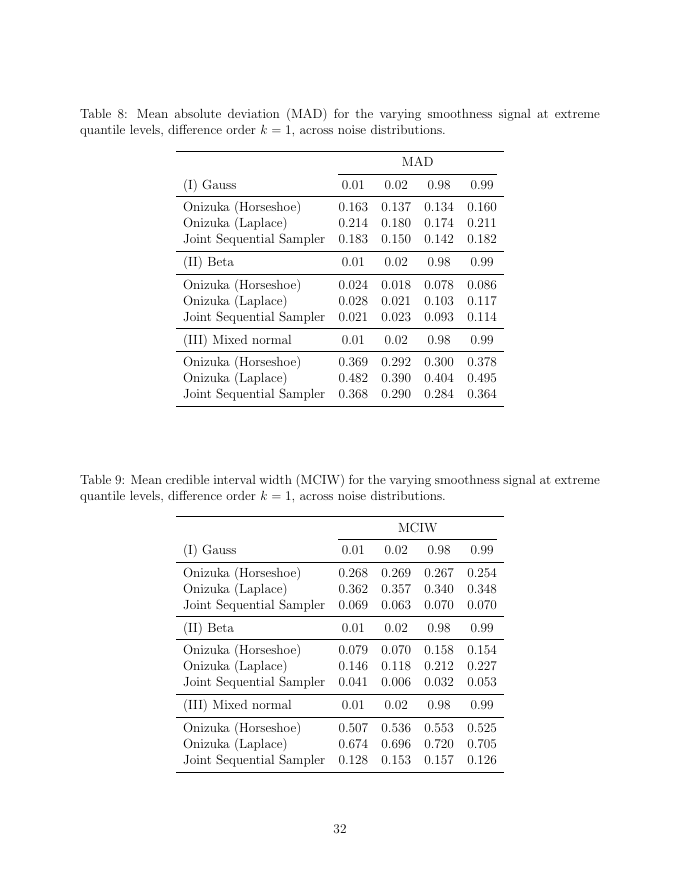 Table 8: Mean absolute deviation (MAD) for the varying smoothness signal at extreme
quantile levels, difference order k = 1, across noise distributions.
MAD
(I) Gauss 0.01 0.02 0.98 0.99
Onizuka (Horseshoe) 0.163 0.137 0.134 0.160
Onizuka (Laplace) 0.214 0.180 0.174 0.211
Joint Sequential Sampler 0.183 0.150 0.142 0.182
(II) Beta 0.01 0.02 0.98 0.99
Onizuka (Horseshoe) 0.024 0.018 0.078 0.086
Onizuka (Laplace) 0.028 0.021 0.103 0.117
Joint Sequential Sampler 0.021 0.023 0.093 0.114
(III) Mixed normal 0.01 0.02 0.98 0.99
Onizuka (Horseshoe) 0.369 0.292 0.300 0.378
Onizuka (Laplace) 0.482 0.390 0.404 0.495
Joint Sequential Sampler 0.368 0.290 0.284 0.364
Table 9: Mean credible interval width (MCIW) for the varying smoothness signal at extreme
quantile levels, difference order k = 1, across noise distributions.
MCIW
(I) Gauss 0.01 0.02 0.98 0.99
Onizuka (Horseshoe) 0.268 0.269 0.267 0.254
Onizuka (Laplace) 0.362 0.357 0.340 0.348
Joint Sequential Sampler 0.069 0.063 0.070 0.070
(II) Beta 0.01 0.02 0.98 0.99
Onizuka (Horseshoe) 0.079 0.070 0.158 0.154
Onizuka (Laplace) 0.146 0.118 0.212 0.227
Joint Sequential Sampler 0.041 0.006 0.032 0.053
(III) Mixed normal 0.01 0.02 0.98 0.99
Onizuka (Horseshoe) 0.507 0.536 0.553 0.525
Onizuka (Laplace) 0.674 0.696 0.720 0.705
Joint Sequential Sampler 0.128 0.153 0.157 0.126
32